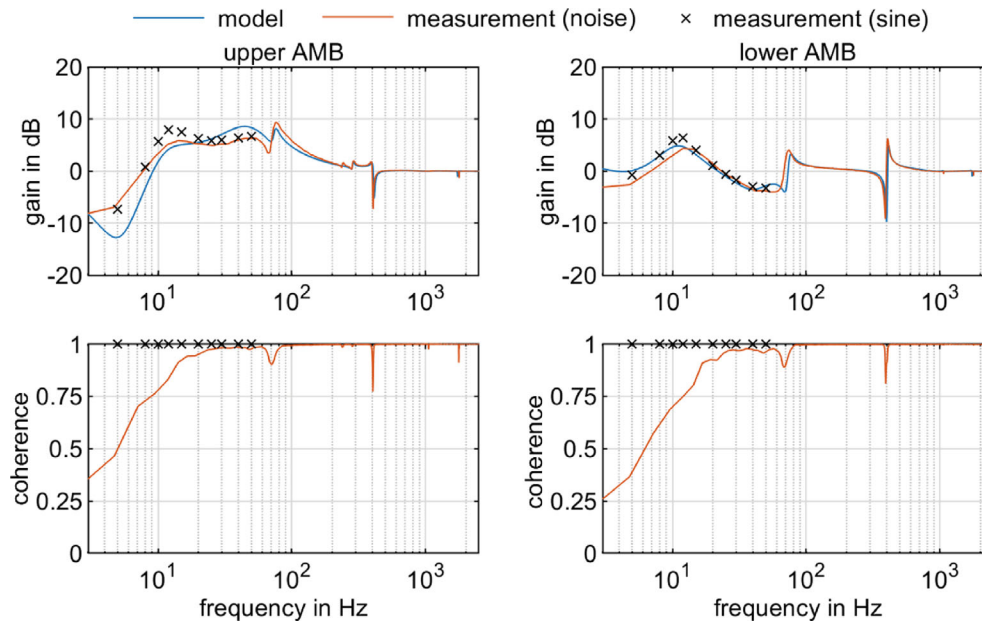 model measurement (noise) × measurement (sine)
upper AMB
20
10
0
-10
-20
gain in dB
10¹ 10² 10³
lower AMB
20
10
0
-10
-20
gain in dB
10¹ 10² 10³
1
0.75
0.5
0.25
0
coherence
10¹ 10² 10³
frequency in Hz
1
0.75
0.5
0.25
0
coherence
10¹ 10² 10³
frequency in Hz